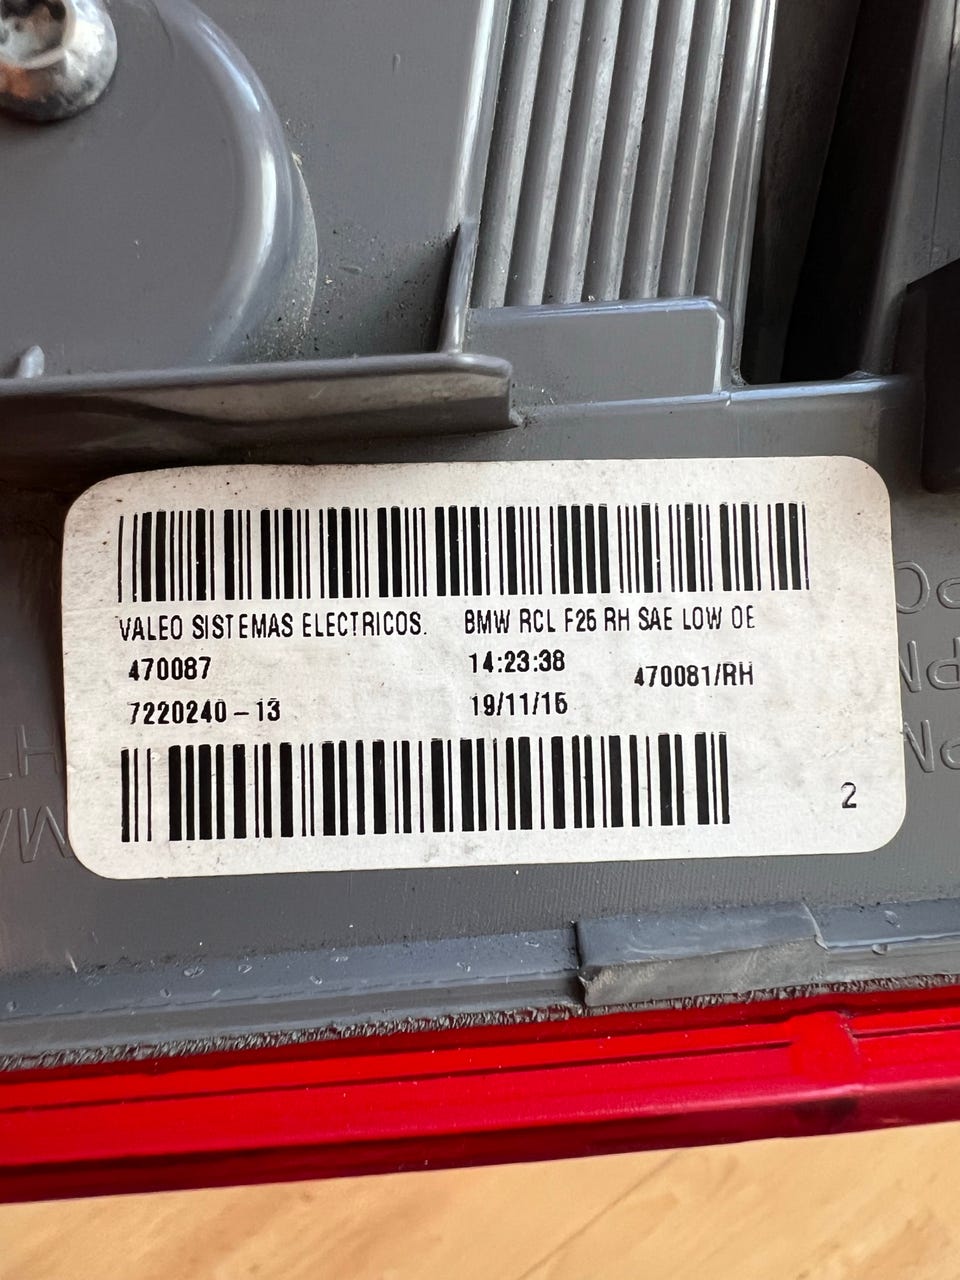 VALEO SISTEMAS ELECTRICOS. BMW RCL F25 RH SAE LOW OE
470087 14:23:38 470081/RH
7220240-13 19/11/15
2